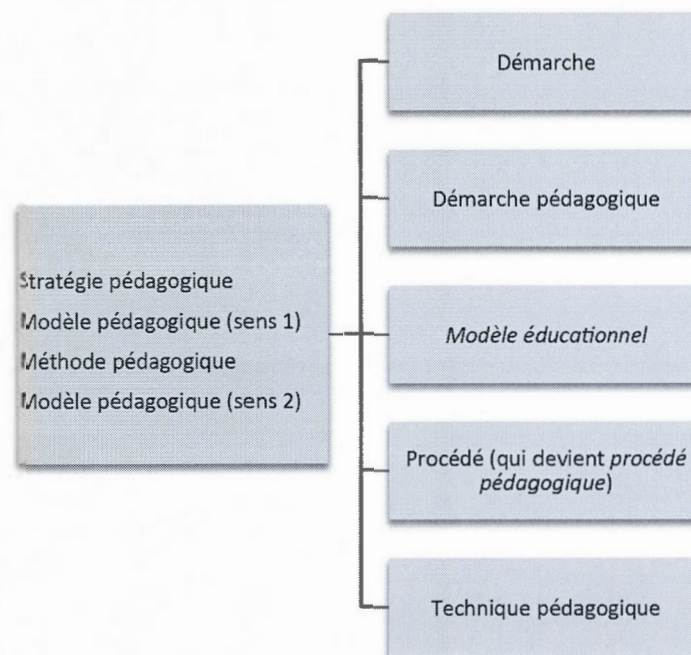 Stratégie pédagogique
Modèle pédagogique (sens 1)
Méthode pédagogique
Modèle pédagogique (sens 2)
Démarche
Démarche pédagogique
Modèle éducationnel
Procédé (qui devient procédé
pédagogique)
Technique pédagogique